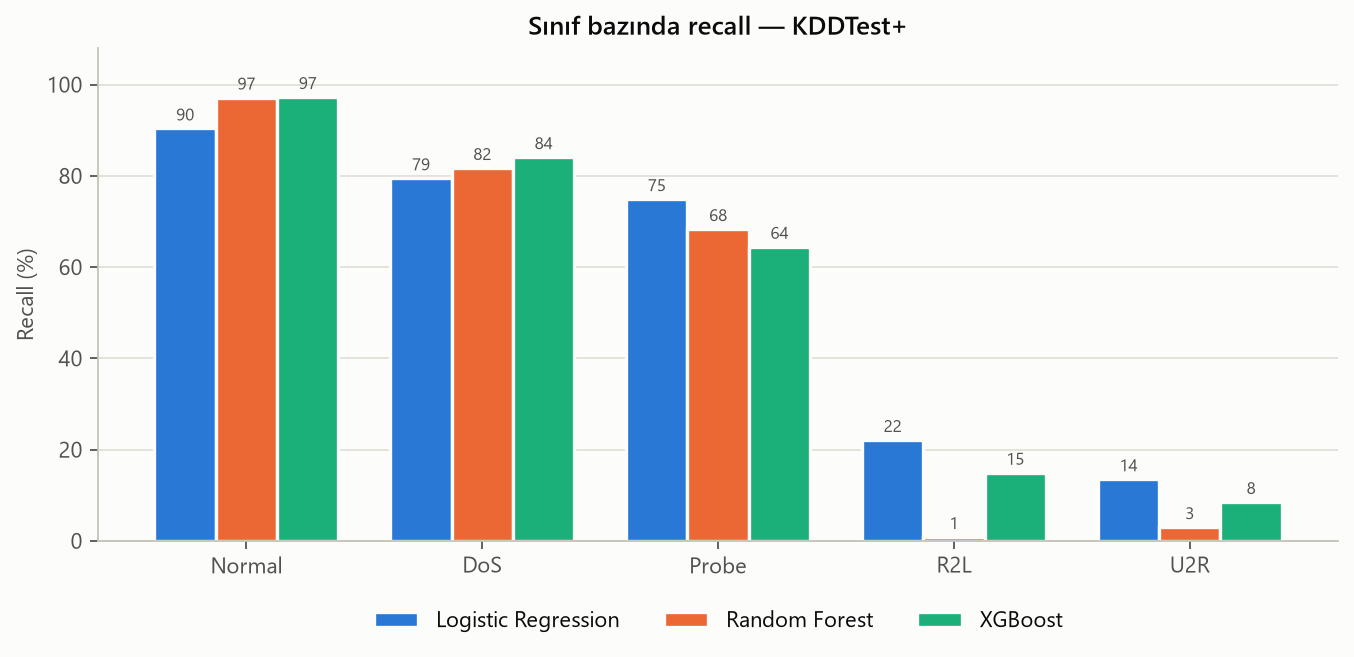 Sınıf bazında recall — KDDTest+
Recall (%)
100
80
60
40
20
0
90
97
97
79
82
84
75
68
64
22
1
15
14
3
8
Normal
DoS
Probe
R2L
U2R
Logistic Regression
Random Forest
XGBoost